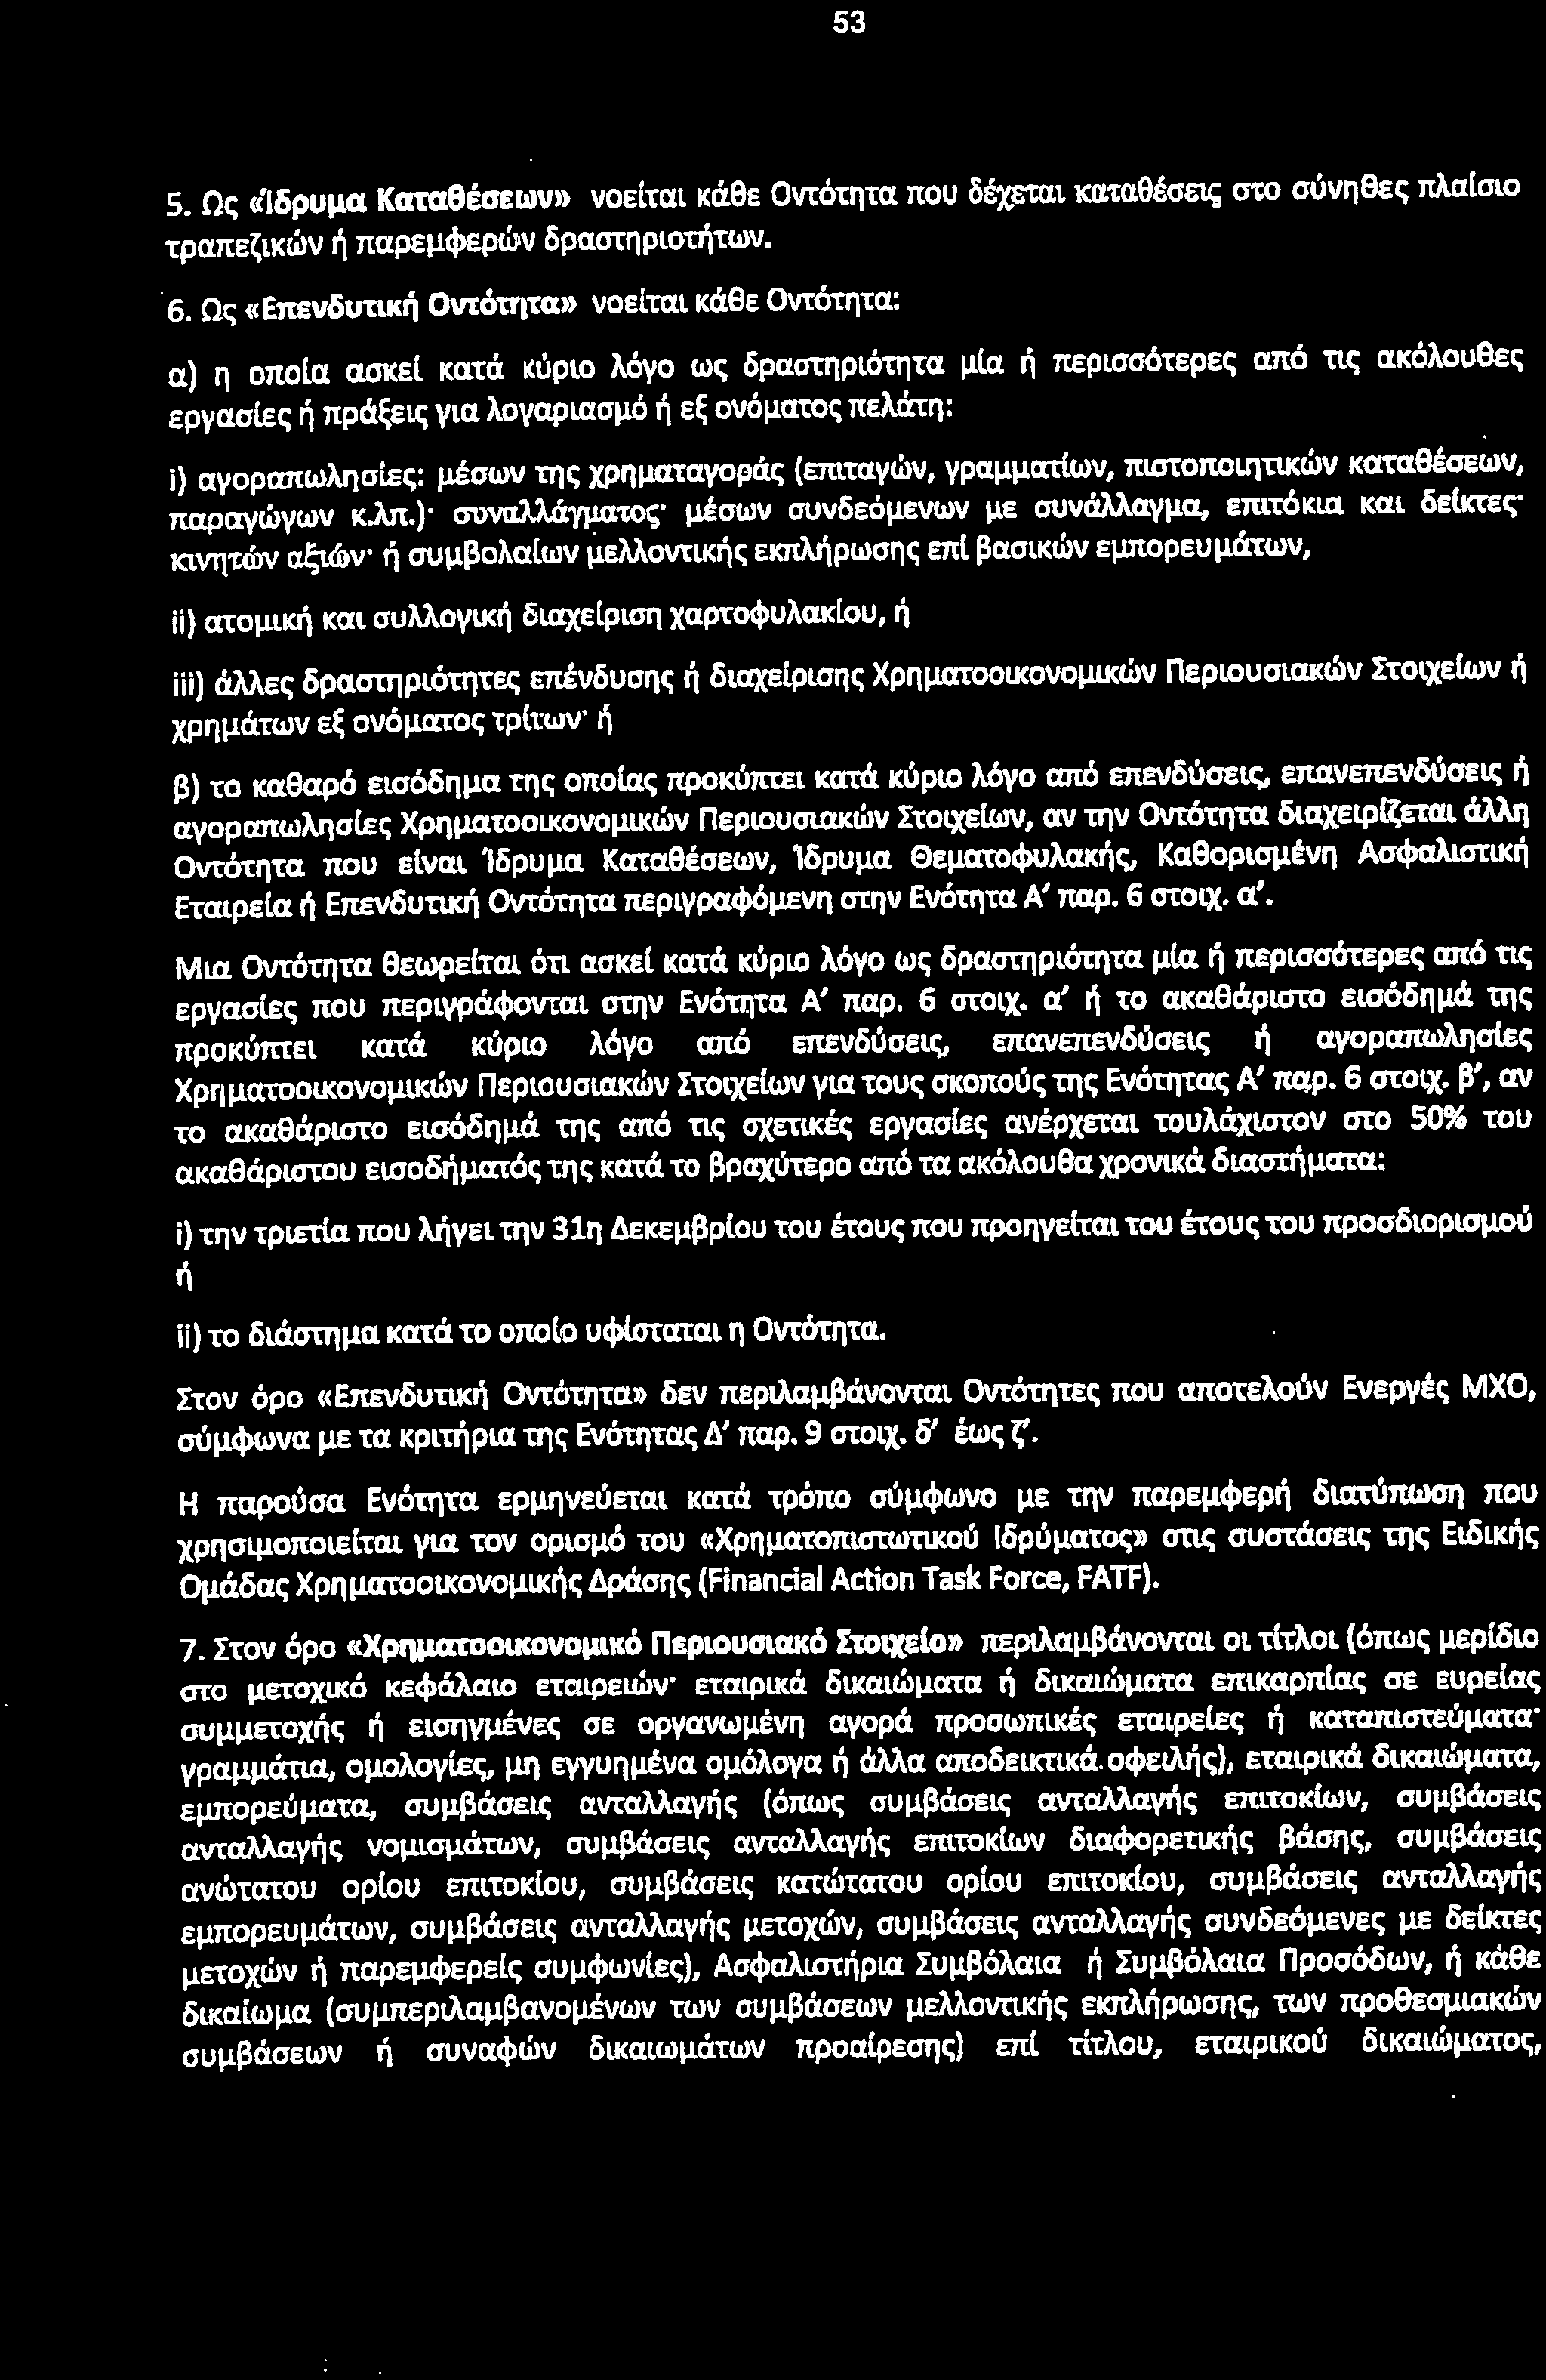 53
5. Ως «Ίδρυμα Καταθέσεων» νοείται κάθε Οντότητα που δέχεται καταθέσεις στο σύνηθες πλαίσιο
τραπεζικών ή παρεμφερών δραστηριοτήτων.
6. Ως «Επενδυτική Οντότητα» νοείται κάθε Οντότητα:
α) η οποία ασκεί κατά κύριο λόγο ως δραστηριότητα μία ή περισσότερες από τις ακόλουθες
εργασίες ή πράξεις για λογαριασμό ή εξ ονόματος πελάτη:
i) αγοραπωλησίες: μέσων της χρηματαγοράς (επιταγών, γραμματίων, πιστοποιητικών καταθέσεων,
παραγώγων κ.λπ.)· συναλλάγματος· μέσων συνδεόμενων με συνάλλαγμα, επιτόκια και δείκτες·
κινητών αξιών· ή συμβολαίων μελλοντικής εκπλήρωσης επί βασικών εμπορευμάτων,
ii) ατομική και συλλογική διαχείριση χαρτοφυλακίου, ή
iii) άλλες δραστηριότητες επένδυσης ή διαχείρισης Χρηματοοικονομικών Περιουσιακών Στοιχείων ή
χρημάτων εξ ονόματος τρίτων· ή
β) το καθαρό εισόδημα της οποίας προκύπτει κατά κύριο λόγο από επενδύσεις, επανεπενδύσεις ή
αγοραπωλησίες Χρηματοοικονομικών Περιουσιακών Στοιχείων, αν την Οντότητα διαχειρίζεται άλλη
Οντότητα που είναι Ίδρυμα Καταθέσεων, Ίδρυμα Θεματοφυλακής, Καθορισμένη Ασφαλιστική
Εταιρεία ή Επενδυτική Οντότητα περιγραφόμενη στην Ενότητα Α' παρ. 6 στοιχ. α'.
Μια Οντότητα θεωρείται ότι ασκεί κατά κύριο λόγο ως δραστηριότητα μία ή περισσότερες από τις
εργασίες που περιγράφονται στην Ενότητα Α' παρ. 6 στοιχ. α' ή το ακαθάριστο εισόδημά της
προκύπτει κατά κύριο λόγο από επενδύσεις, επανεπενδύσεις ή αγοραπωλησίες
Χρηματοοικονομικών Περιουσιακών Στοιχείων για τους σκοπούς της Ενότητας Α' παρ. 6 στοιχ. β', αν
το ακαθάριστο εισόδημά της από τις σχετικές εργασίες ανέρχεται τουλάχιστον στο 50% του
ακαθάριστου εισοδήματός της κατά το βραχύτερο από τα ακόλουθα χρονικά διαστήματα:
i) την τριετία που λήγει την 31η Δεκεμβρίου του έτους που προηγείται του έτους του προσδιορισμού
ή
ii) το διάστημα κατά το οποίο υφίσταται η Οντότητα.
Στον όρο «Επενδυτική Οντότητα» δεν περιλαμβάνονται Οντότητες που αποτελούν Ενεργές ΜΧΟ,
σύμφωνα με τα κριτήρια της Ενότητας Δ' παρ. 9 στοιχ. δ' έως ζ'.
Η παρούσα Ενότητα ερμηνεύεται κατά τρόπο σύμφωνο με την παρεμφερή διατύπωση που
χρησιμοποιείται για τον ορισμό του «Χρηματοπιστωτικού Ιδρύματος» στις συστάσεις της Ειδικής
Ομάδας Χρηματοοικονομικής Δράσης (Financial Action Task Force, FATF).
7. Στον όρο «Χρηματοοικονομικό Περιουσιακό Στοιχείο» περιλαμβάνονται οι τίτλοι (όπως μερίδιο
στο μετοχικό κεφάλαιο εταιρειών· εταιρικά δικαιώματα ή δικαιώματα επικαρπίας σε ευρείας
συμμετοχής ή εισηγμένες σε οργανωμένη αγορά προσωπικές εταιρείες ή καταπιστεύματα·
γραμμάτια, ομολογίες, μη εγγυημένα ομόλογα ή άλλα αποδεικτικά οφειλής), εταιρικά δικαιώματα,
εμπορεύματα, συμβάσεις ανταλλαγής (όπως συμβάσεις ανταλλαγής επιτοκίων, συμβάσεις
ανταλλαγής νομισμάτων, συμβάσεις ανταλλαγής επιτοκίων διαφορετικής βάσης, συμβάσεις
ανώτατου ορίου επιτοκίου, συμβάσεις κατώτατου ορίου επιτοκίου, συμβάσεις ανταλλαγής
εμπορευμάτων, συμβάσεις ανταλλαγής μετοχών, συμβάσεις ανταλλαγής συνδεόμενες με δείκτες
μετοχών ή παρεμφερείς συμφωνίες), Ασφαλιστήρια Συμβόλαια ή Συμβόλαια Προσόδων, ή κάθε
δικαίωμα (συμπεριλαμβανομένων των συμβάσεων μελλοντικής εκπλήρωσης, των προθεσμιακών
συμβάσεων ή συναφών δικαιωμάτων προαίρεσης) επί τίτλου, εταιρικού δικαιώματος,